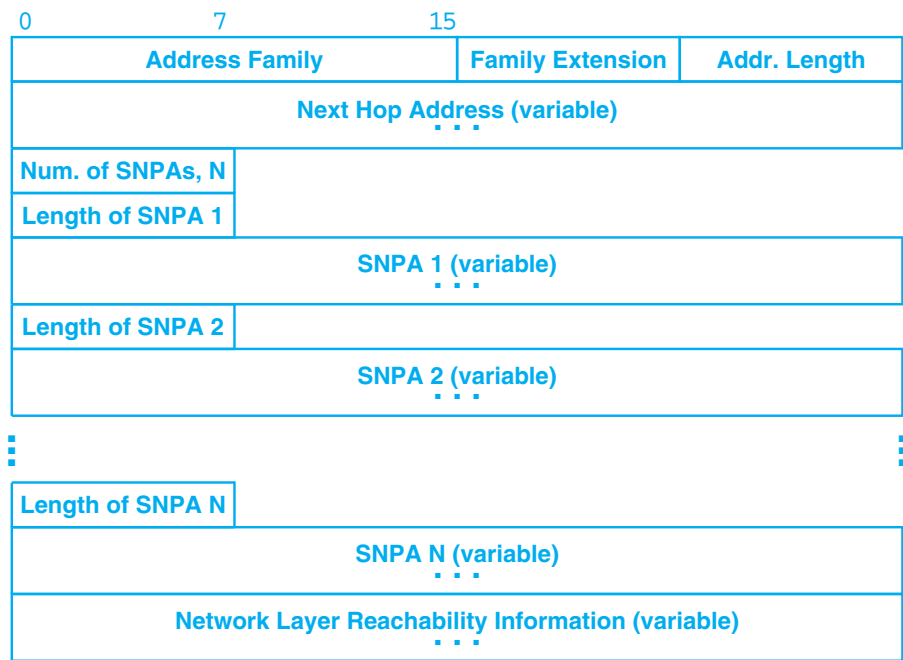 0 7 15
Address Family Family Extension Addr. Length
Next Hop Address (variable)
. . .
Num. of SNPAs, N
Length of SNPA 1
SNPA 1 (variable)
. . .
Length of SNPA 2
SNPA 2 (variable)
. . .
Length of SNPA N
SNPA N (variable)
. . .
Network Layer Reachability Information (variable)
. . .